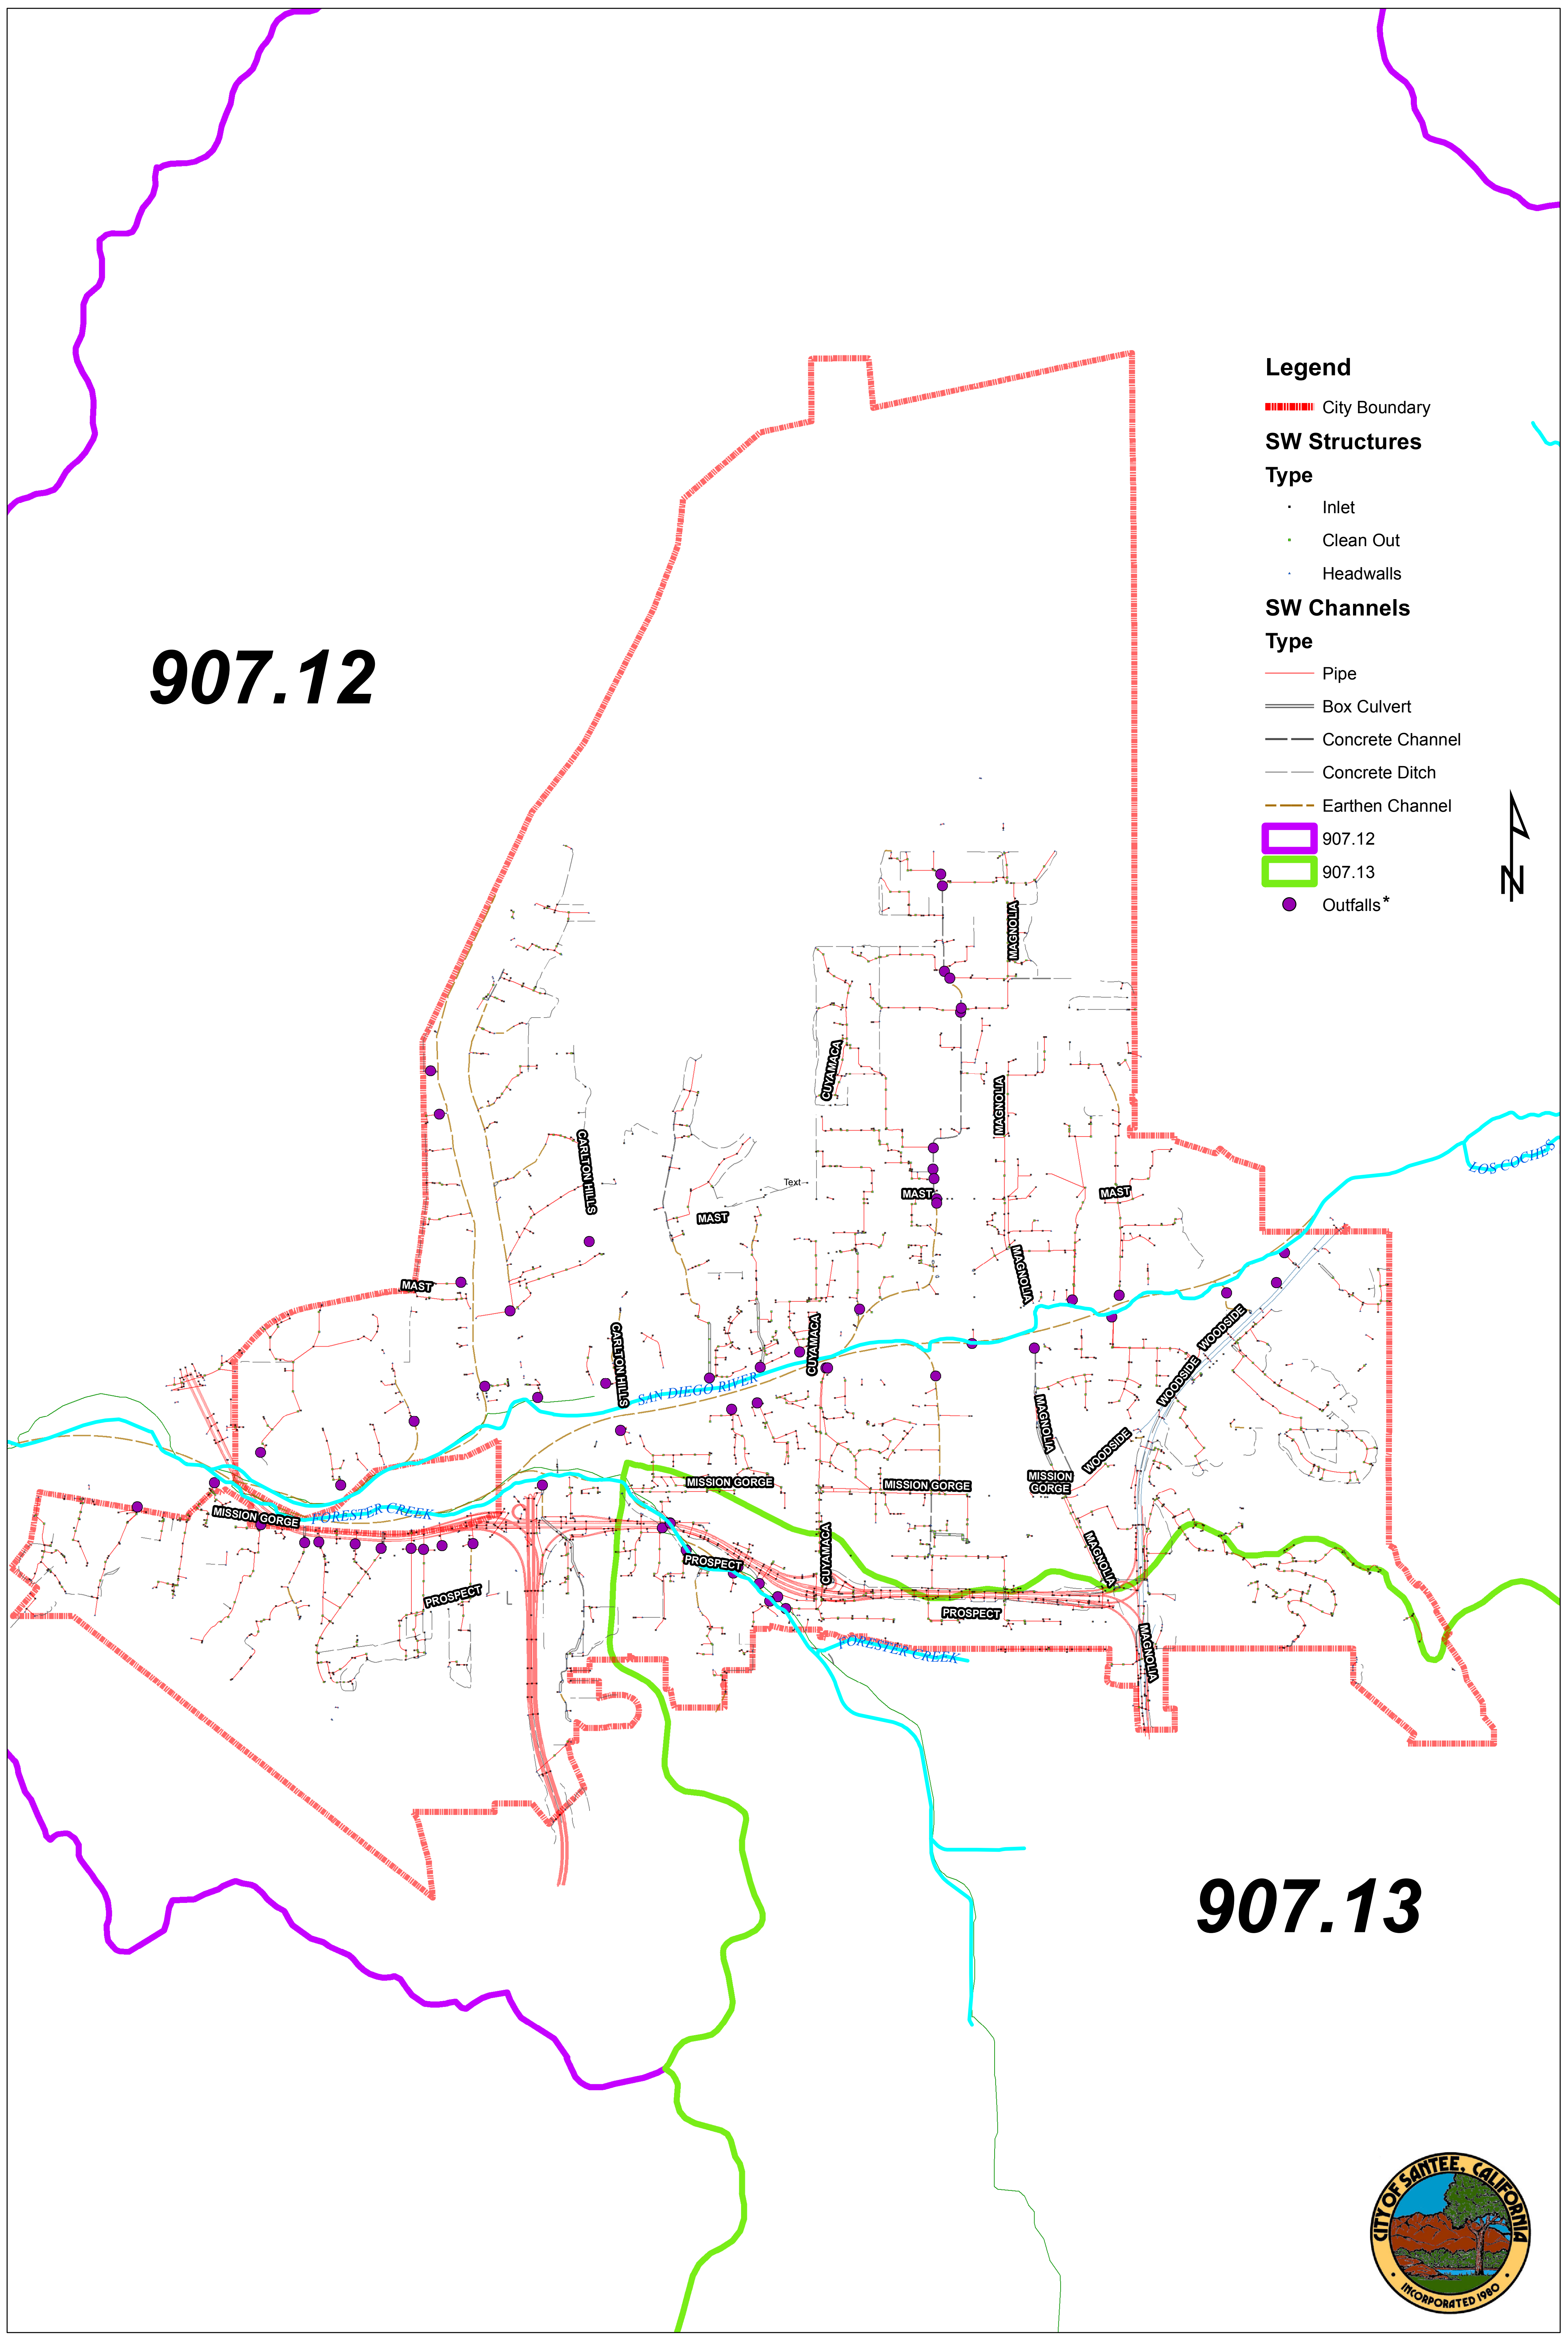 Legend
City Boundary
SW Structures
Type
Inlet
Clean Out
Headwalls
SW Channels
Type
Pipe
Box Culvert
Concrete Channel
Concrete Ditch
Earthen Channel
907.12
907.13
Outfalls*
N
907.12
MAGNOLIA
CUYAMACA
MAGNOLIA
CARLTON HILLS
LOS COCHES
Text
MAST
MAST
MAST
MAST
MAGNOLIA
WOODSIDE
CUYAMACA
CARLTON HILLS
WOODSIDE
SAN DIEGO RIVER
MAGNOLIA
WOODSIDE
MISSION GORGE
MISSION GORGE
MISSION
GORGE
FORESTER CREEK
MISSION GORGE
CUYAMACA
PROSPECT
MAGNOLIA
PROSPECT
PROSPECT
FORESTER CREEK
MAGNOLIA
907.13
CITY OF SANTEE, CALIFORNIA
INCORPORATED 1980